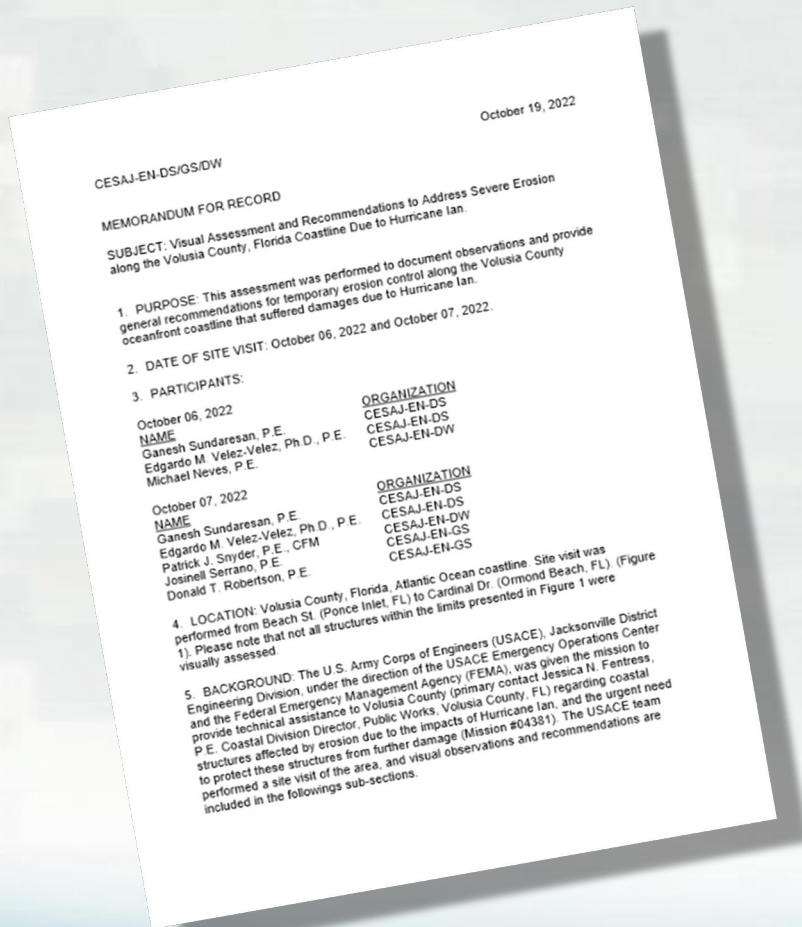 October 19, 2022
CESAJ-EN-DS/GS/DW
MEMORANDUM FOR RECORD
SUBJECT: Visual Assessment and Recommendations to Address Severe Erosion
along the Volusia County, Florida Coastline Due to Hurricane Ian.
1. PURPOSE: This assessment was performed to document observations and provide
general recommendations for temporary erosion control along the Volusia County
oceanfront coastline that suffered damages due to Hurricane Ian.
2. DATE OF SITE VISIT: October 06, 2022 and October 07, 2022.
3. PARTICIPANTS:
October 06, 2022
NAME ORGANIZATION
Ganesh Sundaresan, P.E. CESAJ-EN-DS
Edgardo M. Velez-Velez, Ph.D., P.E. CESAJ-EN-DS
Michael Neves, P.E. CESAJ-EN-DW
October 07, 2022
NAME ORGANIZATION
Ganesh Sundaresan, P.E. CESAJ-EN-DS
Edgardo M. Velez-Velez, Ph.D., P.E. CESAJ-EN-DS
Patrick J. Snyder, P.E., CFM CESAJ-EN-DW
Josinell Serrano, P.E. CESAJ-EN-GS
Donald T. Robertson, P.E. CESAJ-EN-GS
4. LOCATION: Volusia County, Florida, Atlantic Ocean coastline. Site visit was
performed from Beach St. (Ponce Inlet, FL) to Cardinal Dr. (Ormond Beach, FL). (Figure
1). Please note that not all structures within the limits presented in Figure 1 were
visually assessed.
5. BACKGROUND: The U.S. Army Corps of Engineers (USACE), Jacksonville District
Engineering Division, under the direction of the USACE Emergency Operations Center
and the Federal Emergency Management Agency (FEMA), was given the mission to
provide technical assistance to Volusia County (primary contact Jessica N. Fentress,
P.E. Coastal Division Director, Public Works, Volusia County, FL) regarding coastal
structures affected by erosion due to the impacts of Hurricane Ian, and the urgent need
to protect these structures from further damage (Mission #04381). The USACE team
performed a site visit of the area, and visual observations and recommendations are
included in the followings sub-sections.